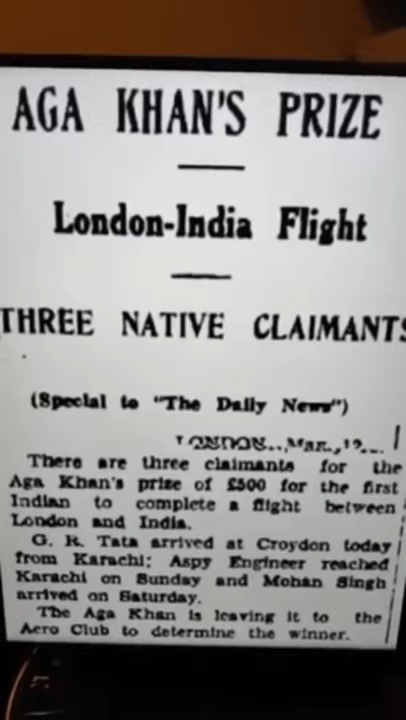 AGA KHAN'S PRIZE
London-India Flight
THREE NATIVE CLAIMANTS
(Special to "The Daily News")
LONDON, Mar.
There are three claimants for the
Aga Khan's prize of £500 for the first
Indian to complete a flight between
London and India.
G. R. Tata arrived at Croydon today
from Karachi; Aspy Engineer reached
Karachi on Sunday and Mohan Singh
arrived on Saturday.
The Aga Khan is leaving it to the
Aero Club to determine the winner.